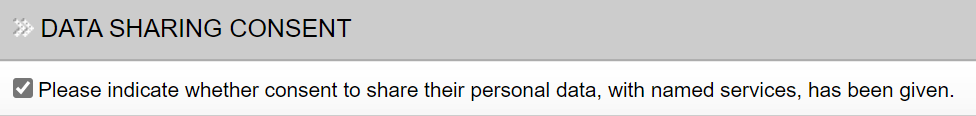 DATA SHARING CONSENT
Please indicate whether consent to share their personal data, with named services, has been given.